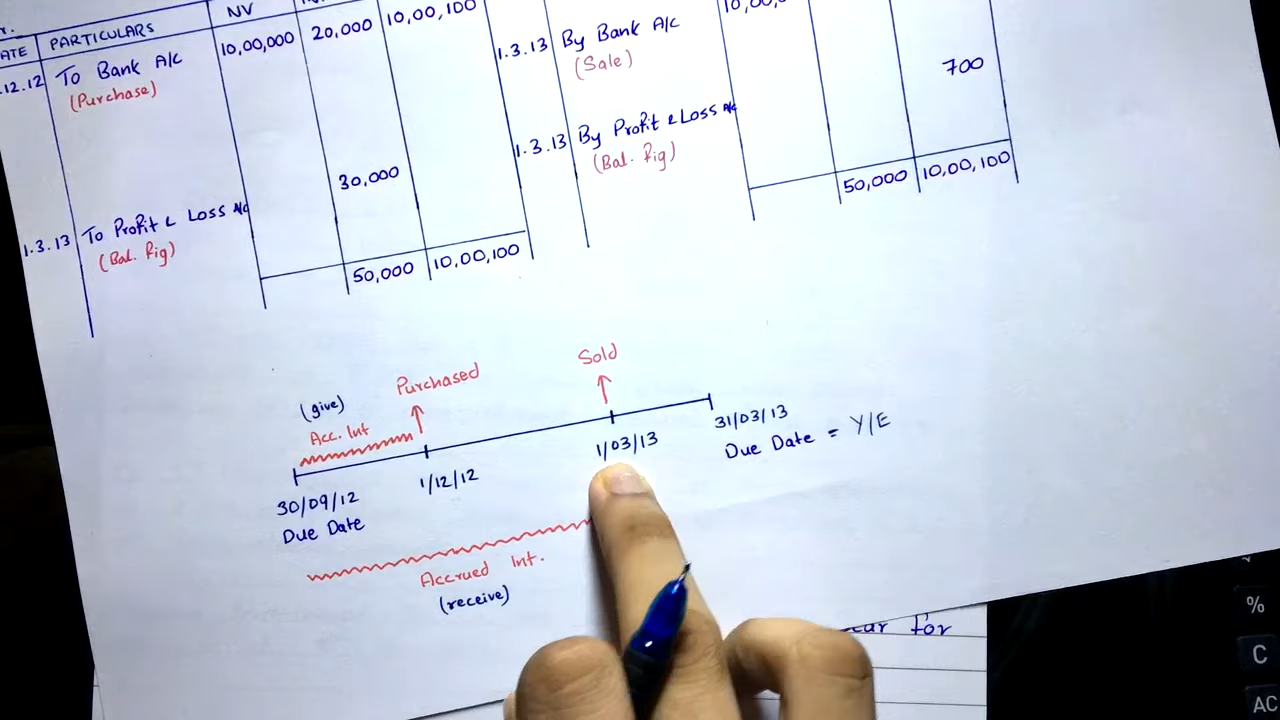 ATE PARTICULARS NV
.12.12 To Bank A/c 10,00,000 20,000 10,00,100
(Purchase)
30,000
1.3.13 To Profit & Loss A/c
(Bal. fig)
50,000 10,00,100
1.3.13 By Bank A/c
(Sale)
700
1.3.13 By Profit & Loss A/c
(Bal. fig)
50,000 10,00,100
Sold
Purchased
(give)
Acc. Int
30/09/12
Due Date
1/12/12
1/03/13
31/03/13
Due Date = Y/E
Accrued Int.
(receive)
for
%
C
AC